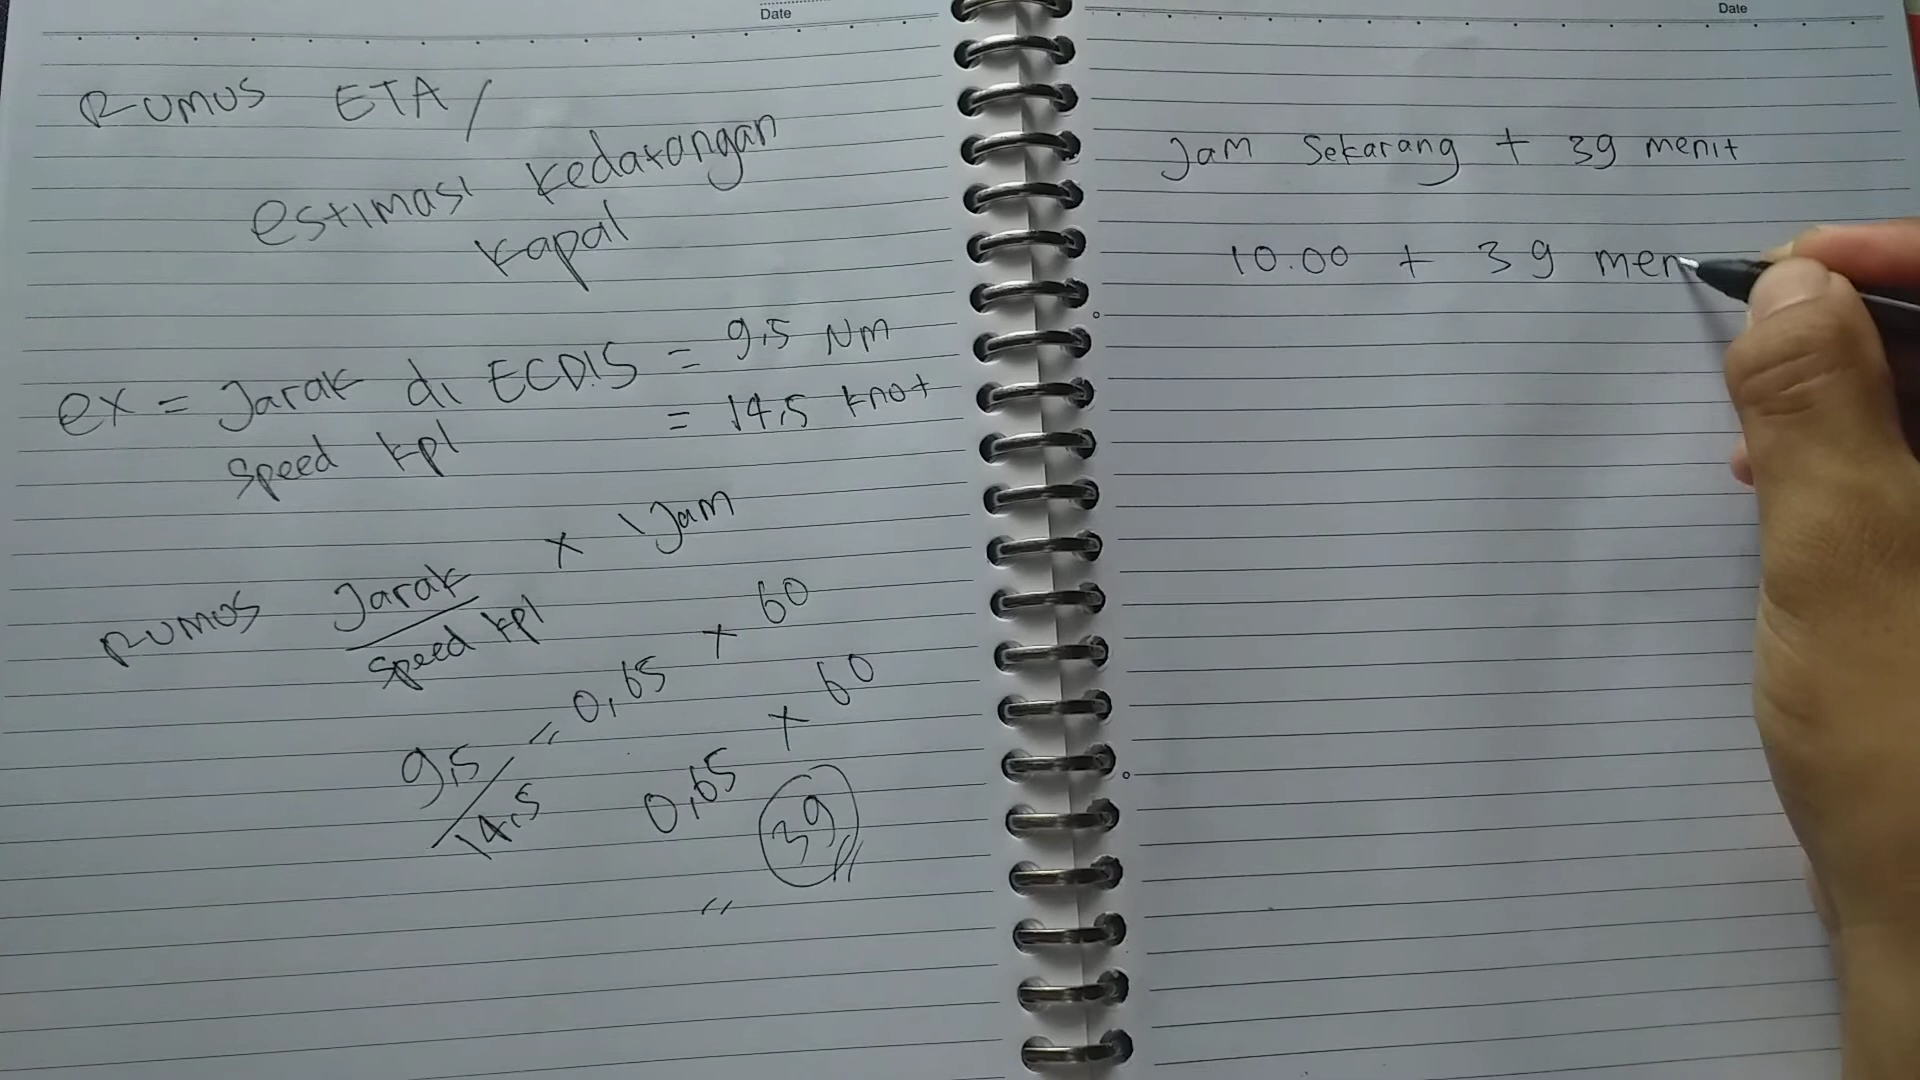 Date
Rumus ETA/
estimasi kedatangan
kapal
ex = Jarak di ECDIS = 9,5 NM
Speed kpl = 14,5 knot
Rumus Jarak x 1 Jam
Speed kpl
9,5 = 0,65 x 60
14,5
0,65 x 60
= 39
Date
Jam Sekarang + 39 menit
10.00 + 39 men